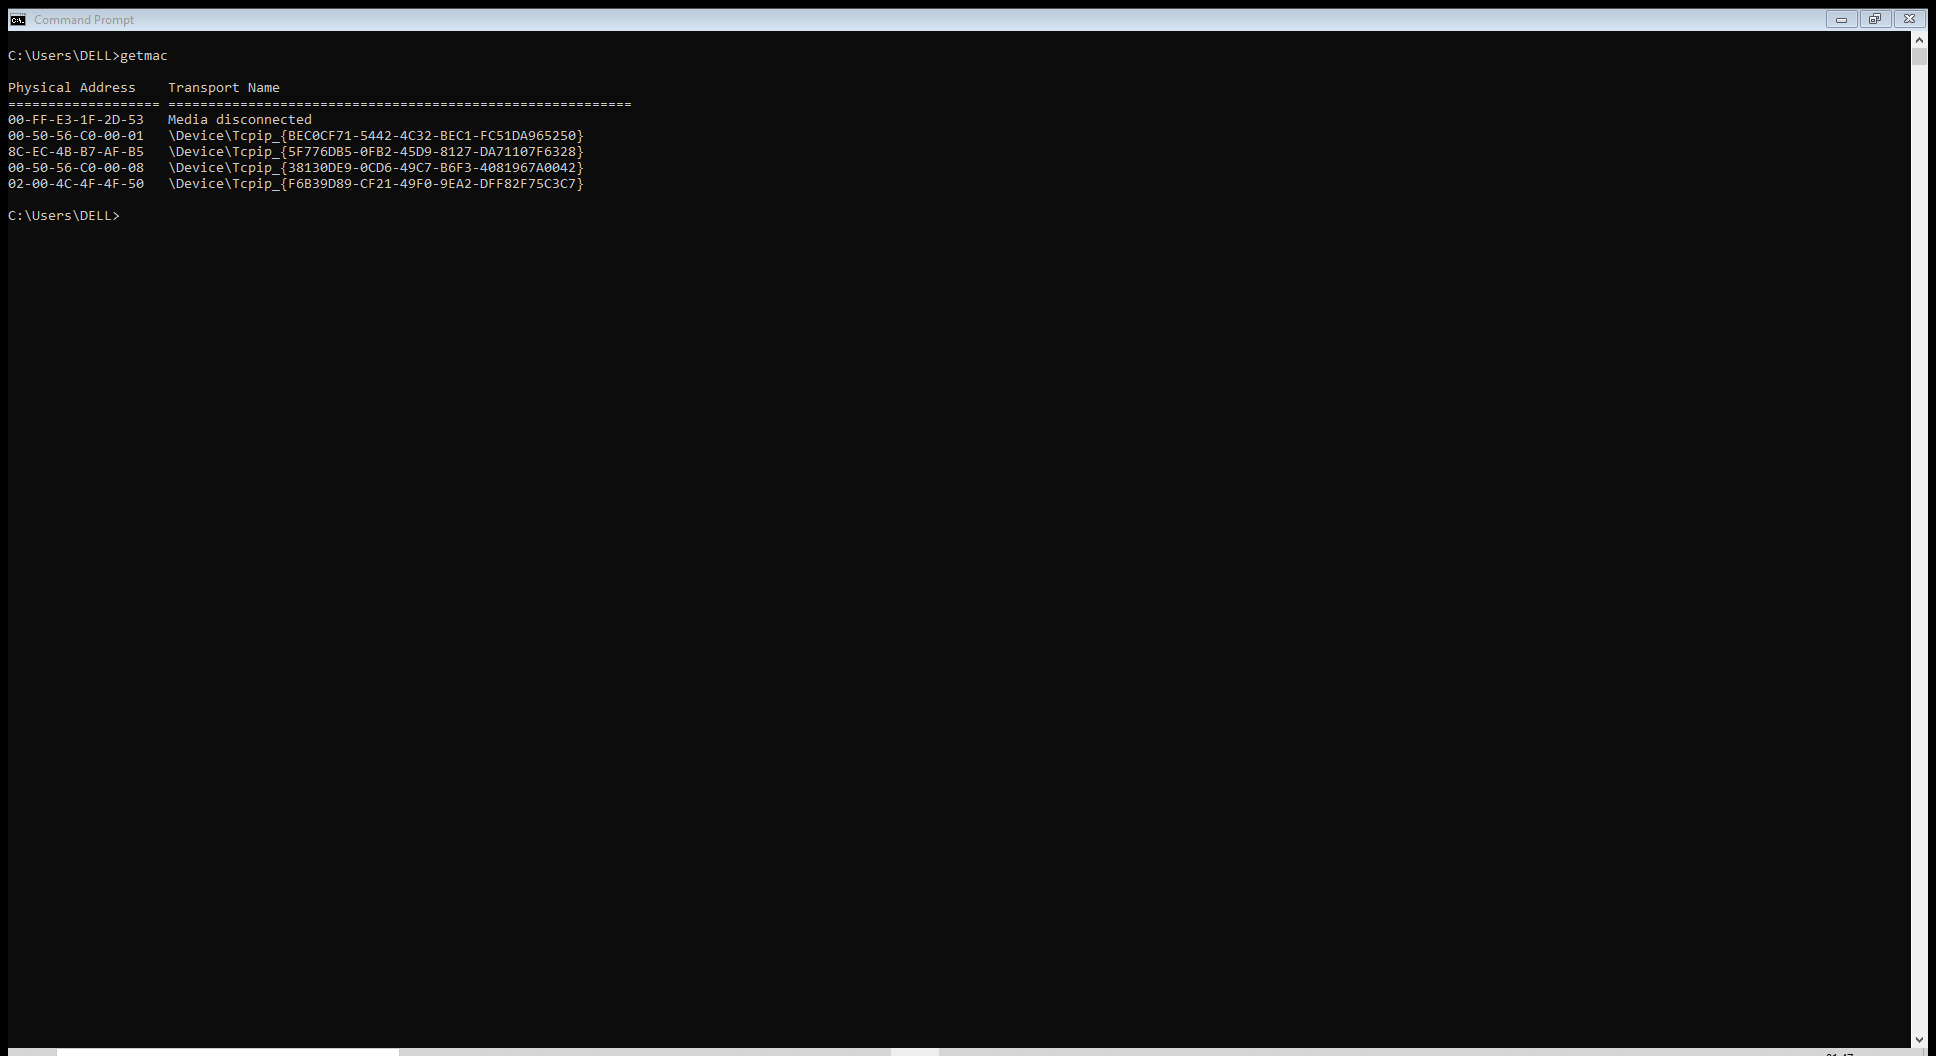 Command Prompt
C:\Users\DELL>getmac
Physical Address    Transport Name
=================== ==========================================================
00-FF-E3-1F-2D-53   Media disconnected
00-50-56-C0-00-01   \Device\Tcpip_{BEC0CF71-5442-4C32-BEC1-FC51DA965250}
8C-EC-4B-B7-AF-B5   \Device\Tcpip_{5F776DB5-0FB2-45D9-8127-DA71107F6328}
00-50-56-C0-00-08   \Device\Tcpip_{38130DE9-0CD6-49C7-B6F3-4081967A0042}
02-00-4C-4F-4F-50   \Device\Tcpip_{F6B39D89-CF21-49F0-9EA2-DFF82F75C3C7}
C:\Users\DELL>